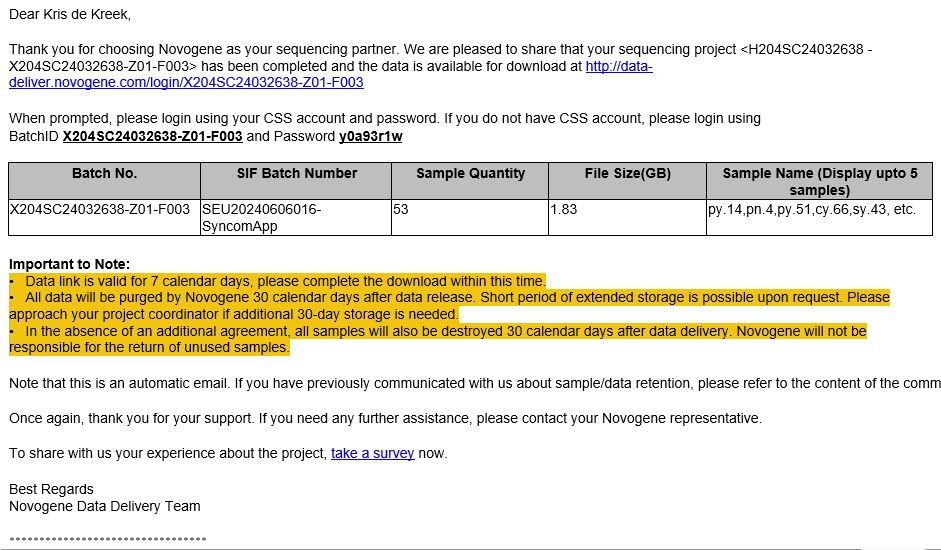 Dear Kris de Kreek,
Thank you for choosing Novogene as your sequencing partner. We are pleased to share that your sequencing project <H204SC24032638 -
X204SC24032638-Z01-F003> has been completed and the data is available for download at http://data-
deliver.novogene.com/login/X204SC24032638-Z01-F003
When prompted, please login using your CSS account and password. If you do not have CSS account, please login using
BatchID X204SC24032638-Z01-F003 and Password y0a93r1w
Batch No. SIF Batch Number Sample Quantity File Size(GB) Sample Name (Display upto 5
samples)
X204SC24032638-Z01-F003 SEU20240606016- 53 1.83 py.14,pn.4,py.51,cy.66,sy.43, etc.
SyncomApp
Important to Note:
• Data link is valid for 7 calendar days, please complete the download within this time.
• All data will be purged by Novogene 30 calendar days after data release. Short period of extended storage is possible upon request. Please
approach your project coordinator if additional 30-day storage is needed.
• In the absence of an additional agreement, all samples will also be destroyed 30 calendar days after data delivery. Novogene will not be
responsible for the return of unused samples.
Note that this is an automatic email. If you have previously communicated with us about sample/data retention, please refer to the content of the comm
Once again, thank you for your support. If you need any further assistance, please contact your Novogene representative.
To share with us your experience about the project, take a survey now.
Best Regards
Novogene Data Delivery Team